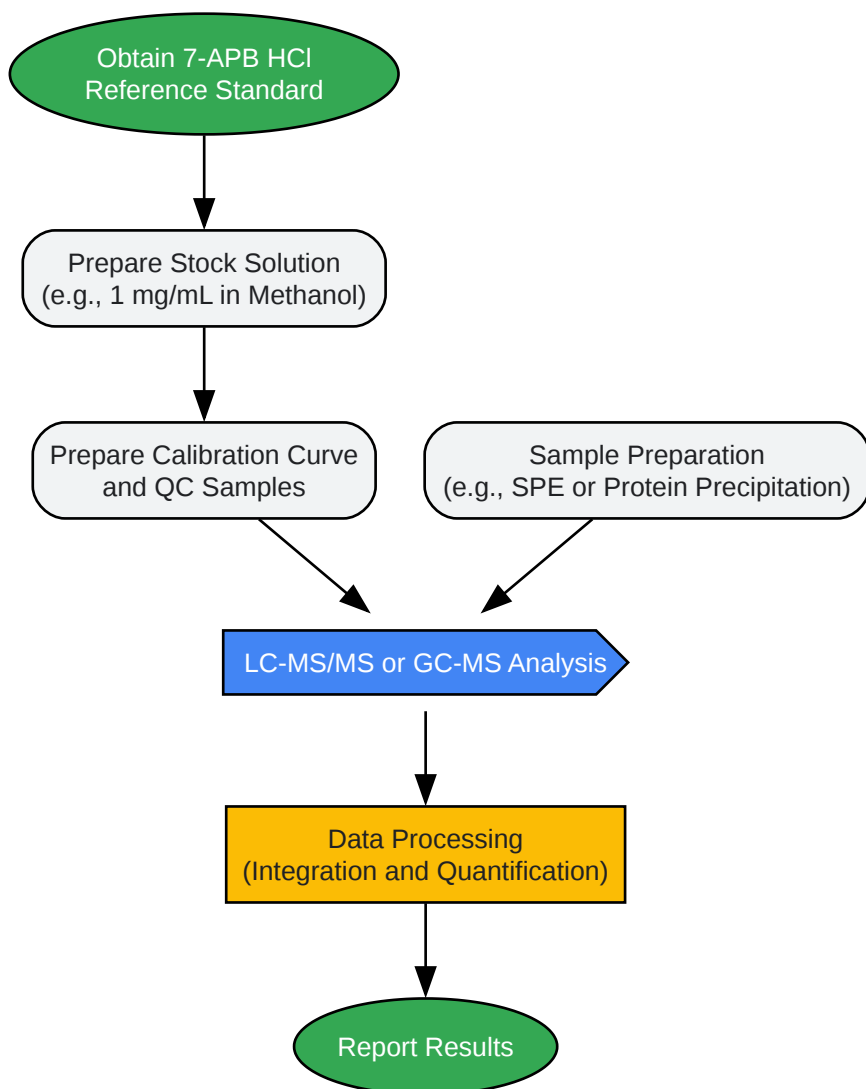 Obtain 7-APB HCl
Reference Standard
Prepare Stock Solution
(e.g., 1 mg/mL in Methanol)
Prepare Calibration Curve
and QC Samples
Sample Preparation
(e.g., SPE or Protein Precipitation)
LC-MS/MS or GC-MS Analysis
Data Processing
(Integration and Quantification)
Report Results